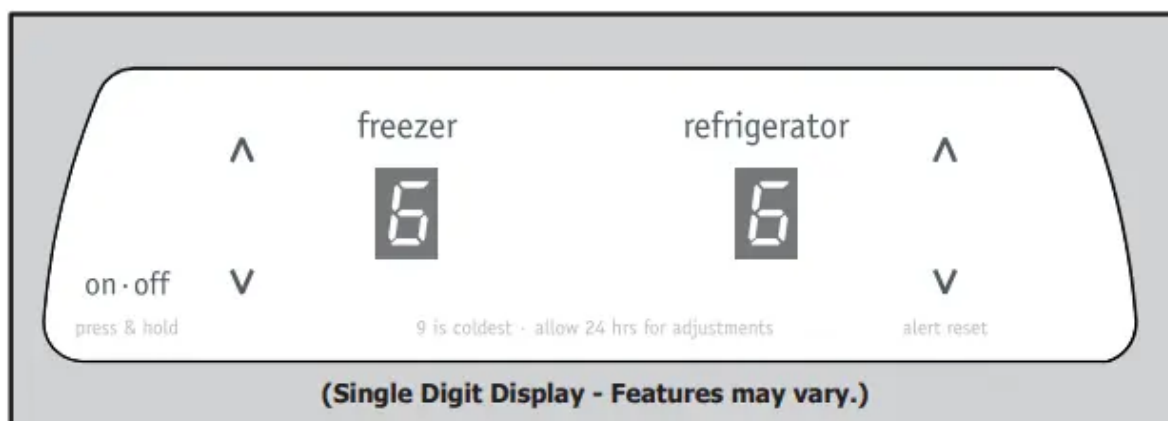 freezer refrigerator
6 6
on·off
press & hold 9 is coldest · allow 24 hrs for adjustments alert reset
(Single Digit Display - Features may vary.)